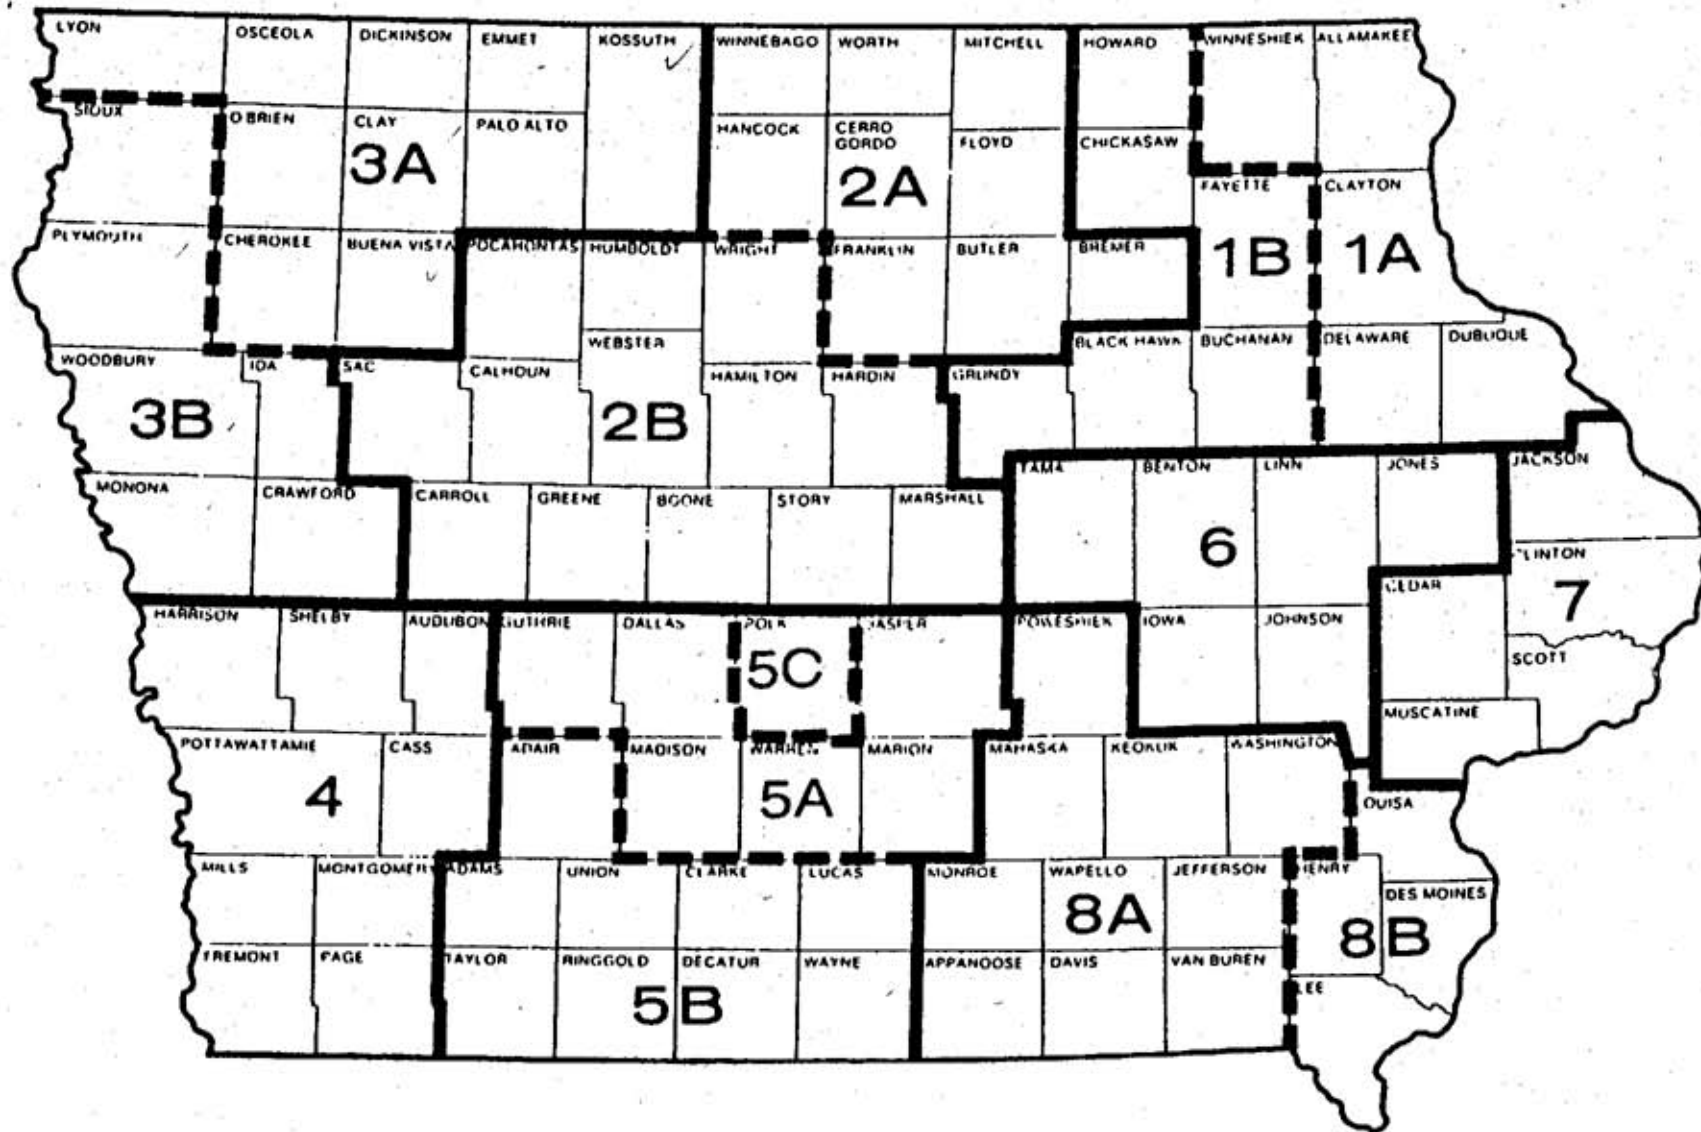 LYON
OSCEOLA
DICKINSON
EMMET
KOSSUTH
WINNEBAGO
WORTH
MITCHELL
HOWARD
WINNESHIEK
ALLAMAKEE
SIOUX
O'BRIEN
CLAY
PALO ALTO
HANCOCK
CERRO
GORDO
FLOYD
CHICKASAW
3A
2A
FAYETTE
CLAYTON
PLYMOUTH
CHEROKEE
BUENA VISTA
POCAHONTAS
HUMBOLDT
WRIGHT
FRANKLIN
BUTLER
BREMER
1B
1A
WOODBURY
IDA
SAC
CALHOUN
WEBSTER
HAMILTON
HARDIN
GRUNDY
BLACK HAWK
BUCHANAN
DELAWARE
DUBUQUE
3B
2B
MONONA
CRAWFORD
CARROLL
GREENE
BOONE
STORY
MARSHALL
TAMA
BENTON
LINN
JONES
JACKSON
6
CLINTON
CEDAR
7
HARRISON
SHELBY
AUDUBON
GUTHRIE
DALLAS
POLK
JASPER
POWESHIEK
IOWA
JOHNSON
SCOTT
5C
MUSCATINE
POTTAWATTAMIE
CASS
ADAIR
MADISON
WARREN
MARION
MAHASKA
KEOKUK
WASHINGTON
4
5A
OUISA
MILLS
MONTGOMERY
ADAMS
UNION
CLARKE
LUCAS
MONROE
WAPELLO
JEFFERSON
HENRY
DES MOINES
8A
8B
FREMONT
PAGE
TAYLOR
RINGGOLD
DECATUR
WAYNE
APPANOOSE
DAVIS
VAN BUREN
LEE
5B